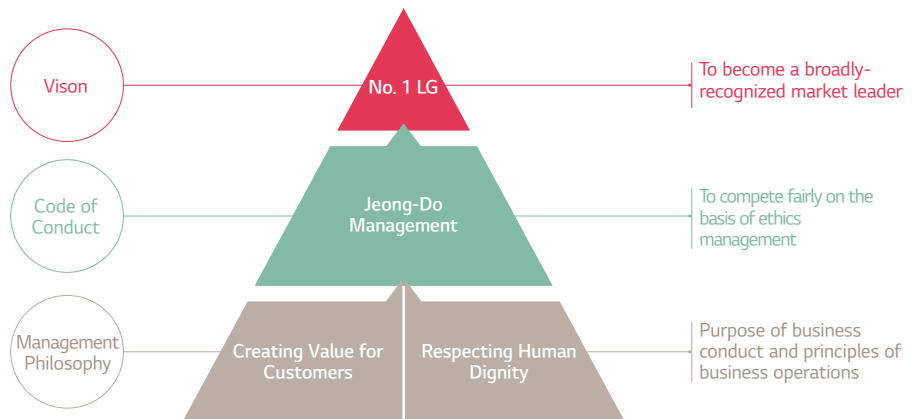 Vison
No. 1 LG
To become a broadly-
recognized market leader
Code of
Conduct
Jeong-Do
Management
To compete fairly on the
basis of ethics
management
Management
Philosophy
Creating Value for
Customers
Respecting Human
Dignity
Purpose of business
conduct and principles of
business operations